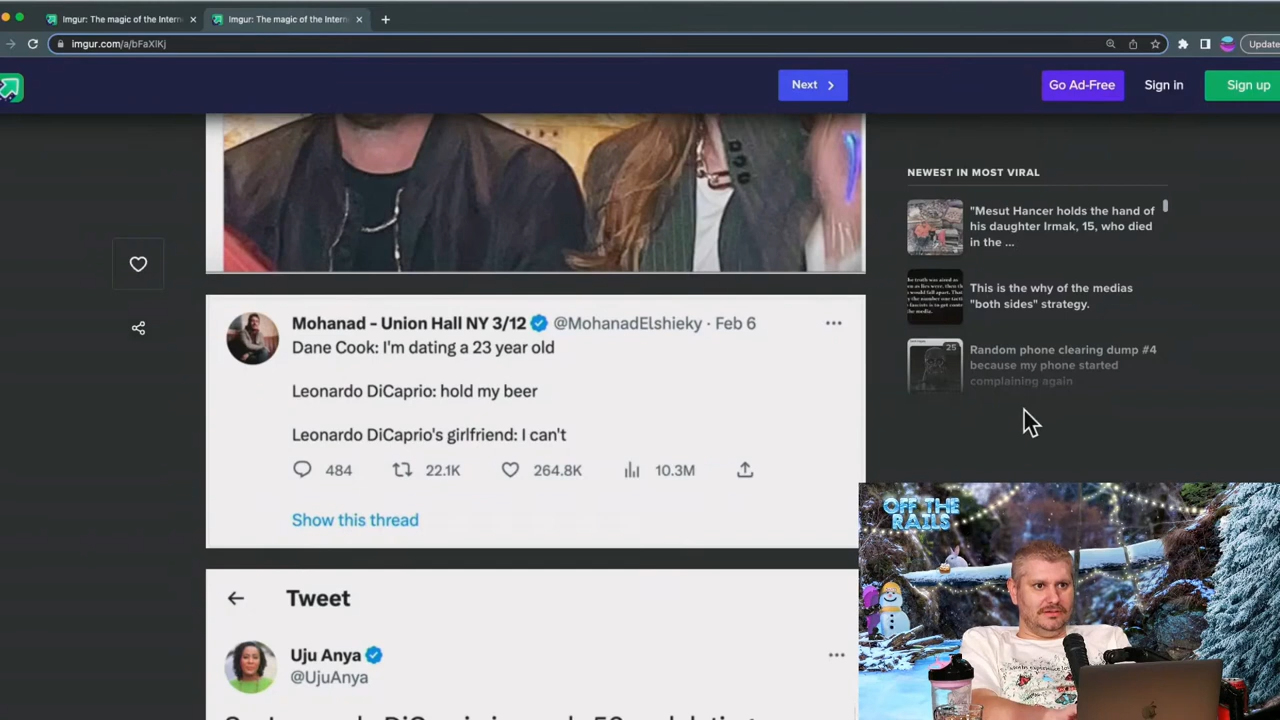 Imgur: The magic of the Intern
Imgur: The magic of the Intern
imgur.com/a/bFaXlKj
Update
Next
Go Ad-Free
Sign in
Sign up
NEWEST IN MOST VIRAL
"Mesut Hancer holds the hand of
his daughter Irmak, 15, who died
in the ...
This is the why of the medias
"both sides" strategy.
25
Random phone clearing dump #4
because my phone started
complaining again
Mohanad - Union Hall NY 3/12 @MohanadElshieky · Feb 6
Dane Cook: I'm dating a 23 year old
Leonardo DiCaprio: hold my beer
Leonardo DiCaprio's girlfriend: I can't
484 22.1K 264.8K 10.3M
Show this thread
Tweet
Uju Anya
@UjuAnya
OFF THE
RAILS